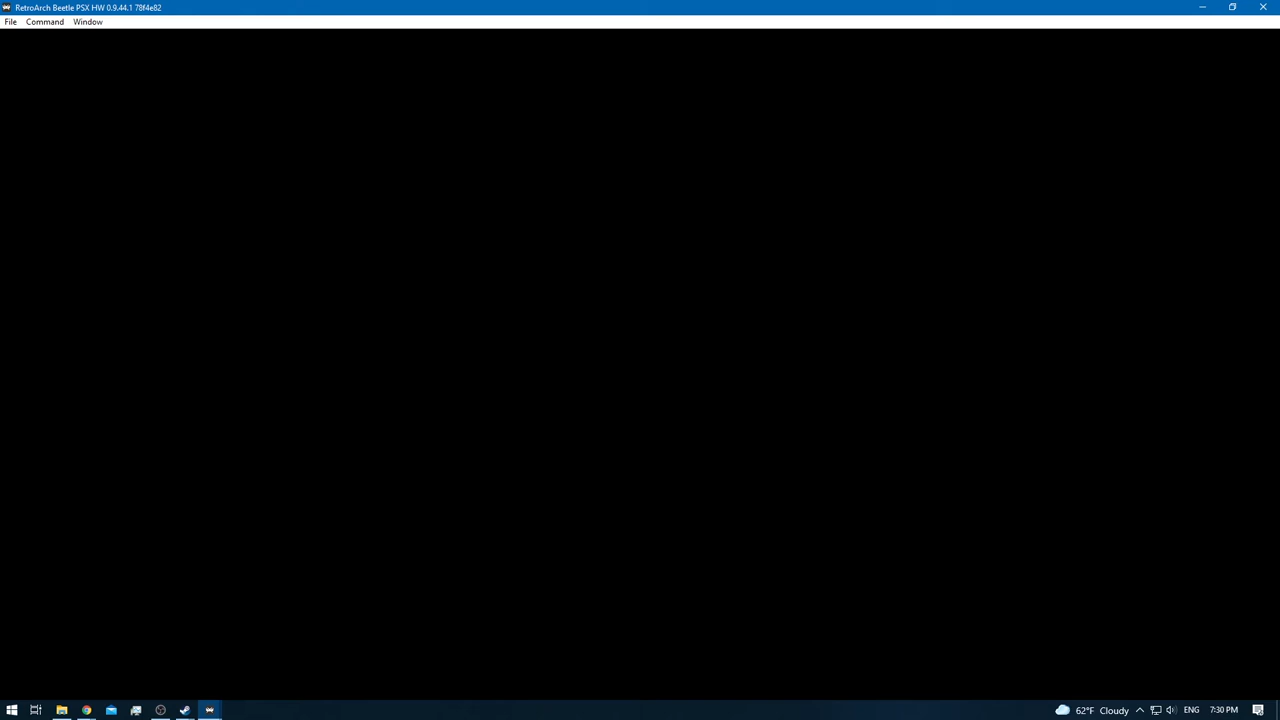 RetroArch Beetle PSX HW 0.9.44.1 78f4e82
File Command Window
62°F Cloudy ENG 7:30 PM